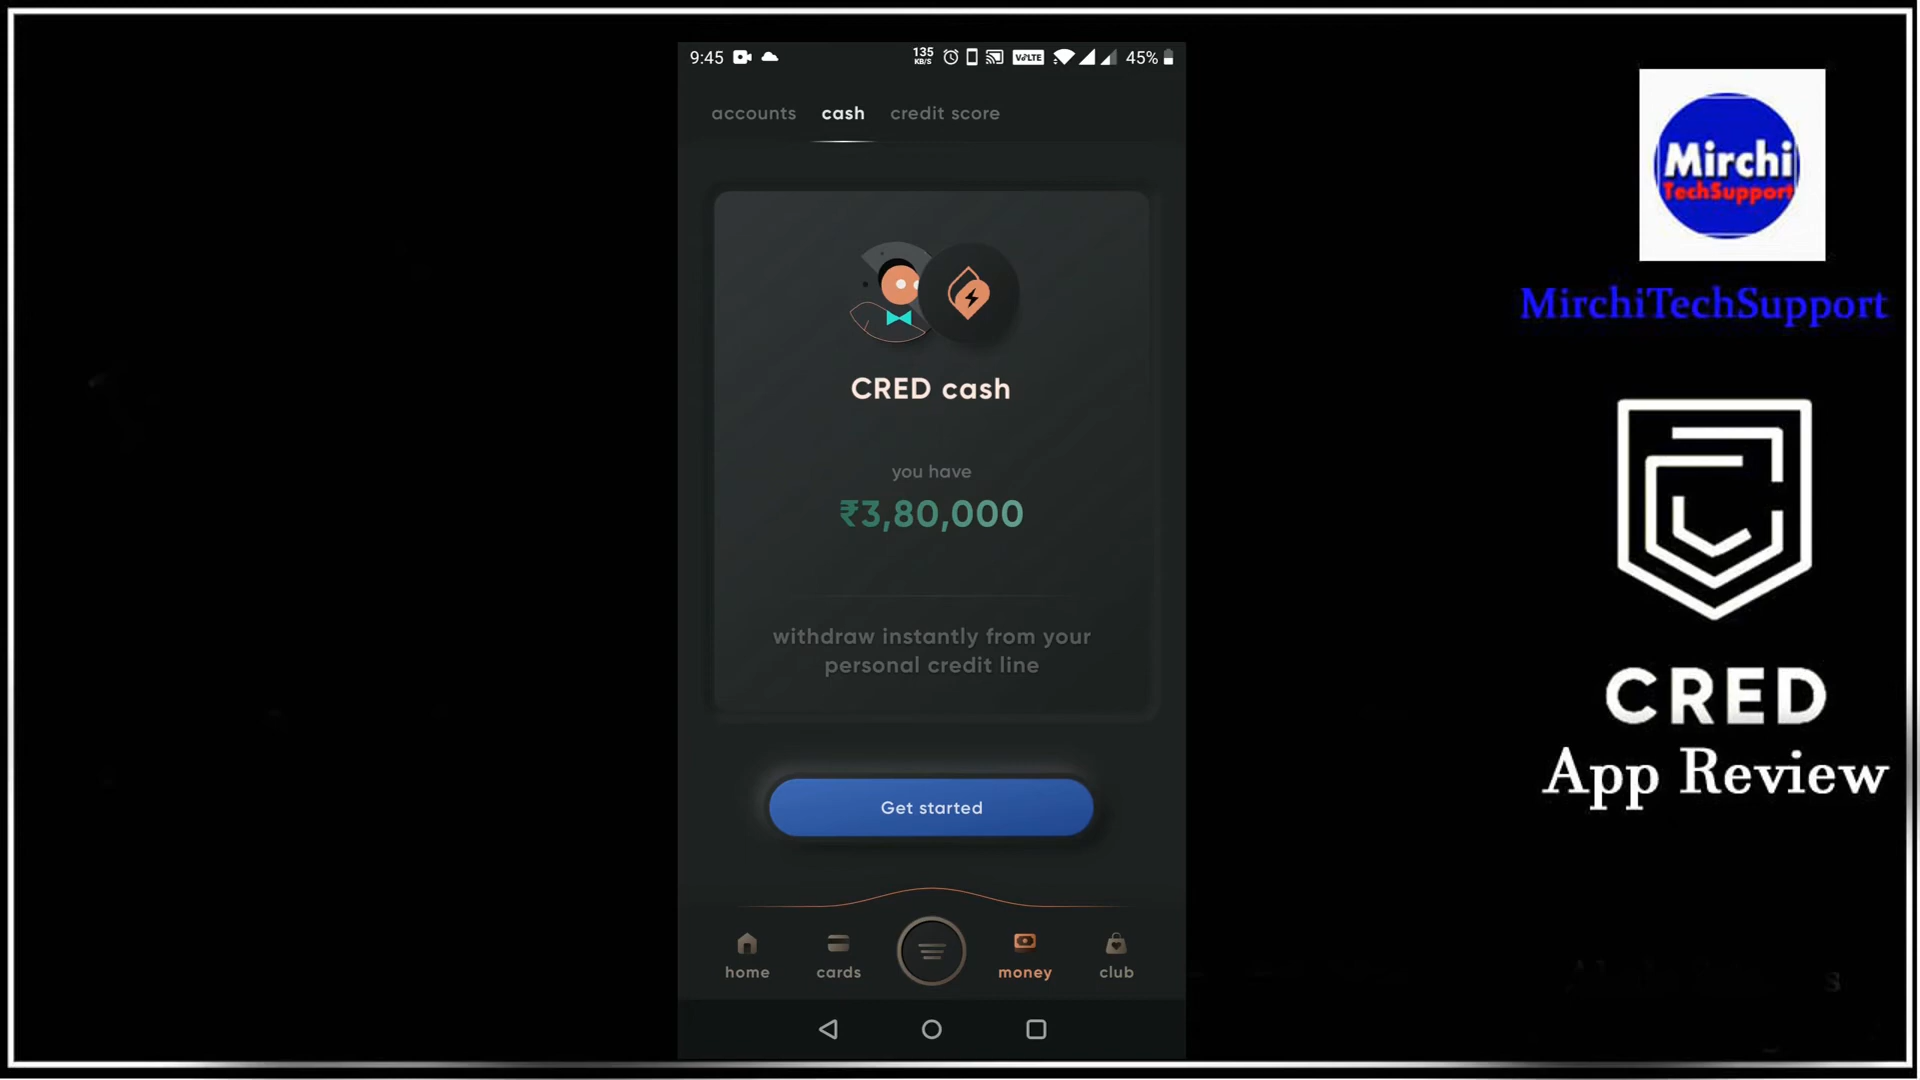 9:45
135
KB/S
VoLTE
45%
accounts
cash
credit score
CRED cash
you have
₹3,80,000
withdraw instantly from your
personal credit line
Get started
home
cards
money
club
Mirchi
TechSupport
MirchiTechSupport
CRED
App Review